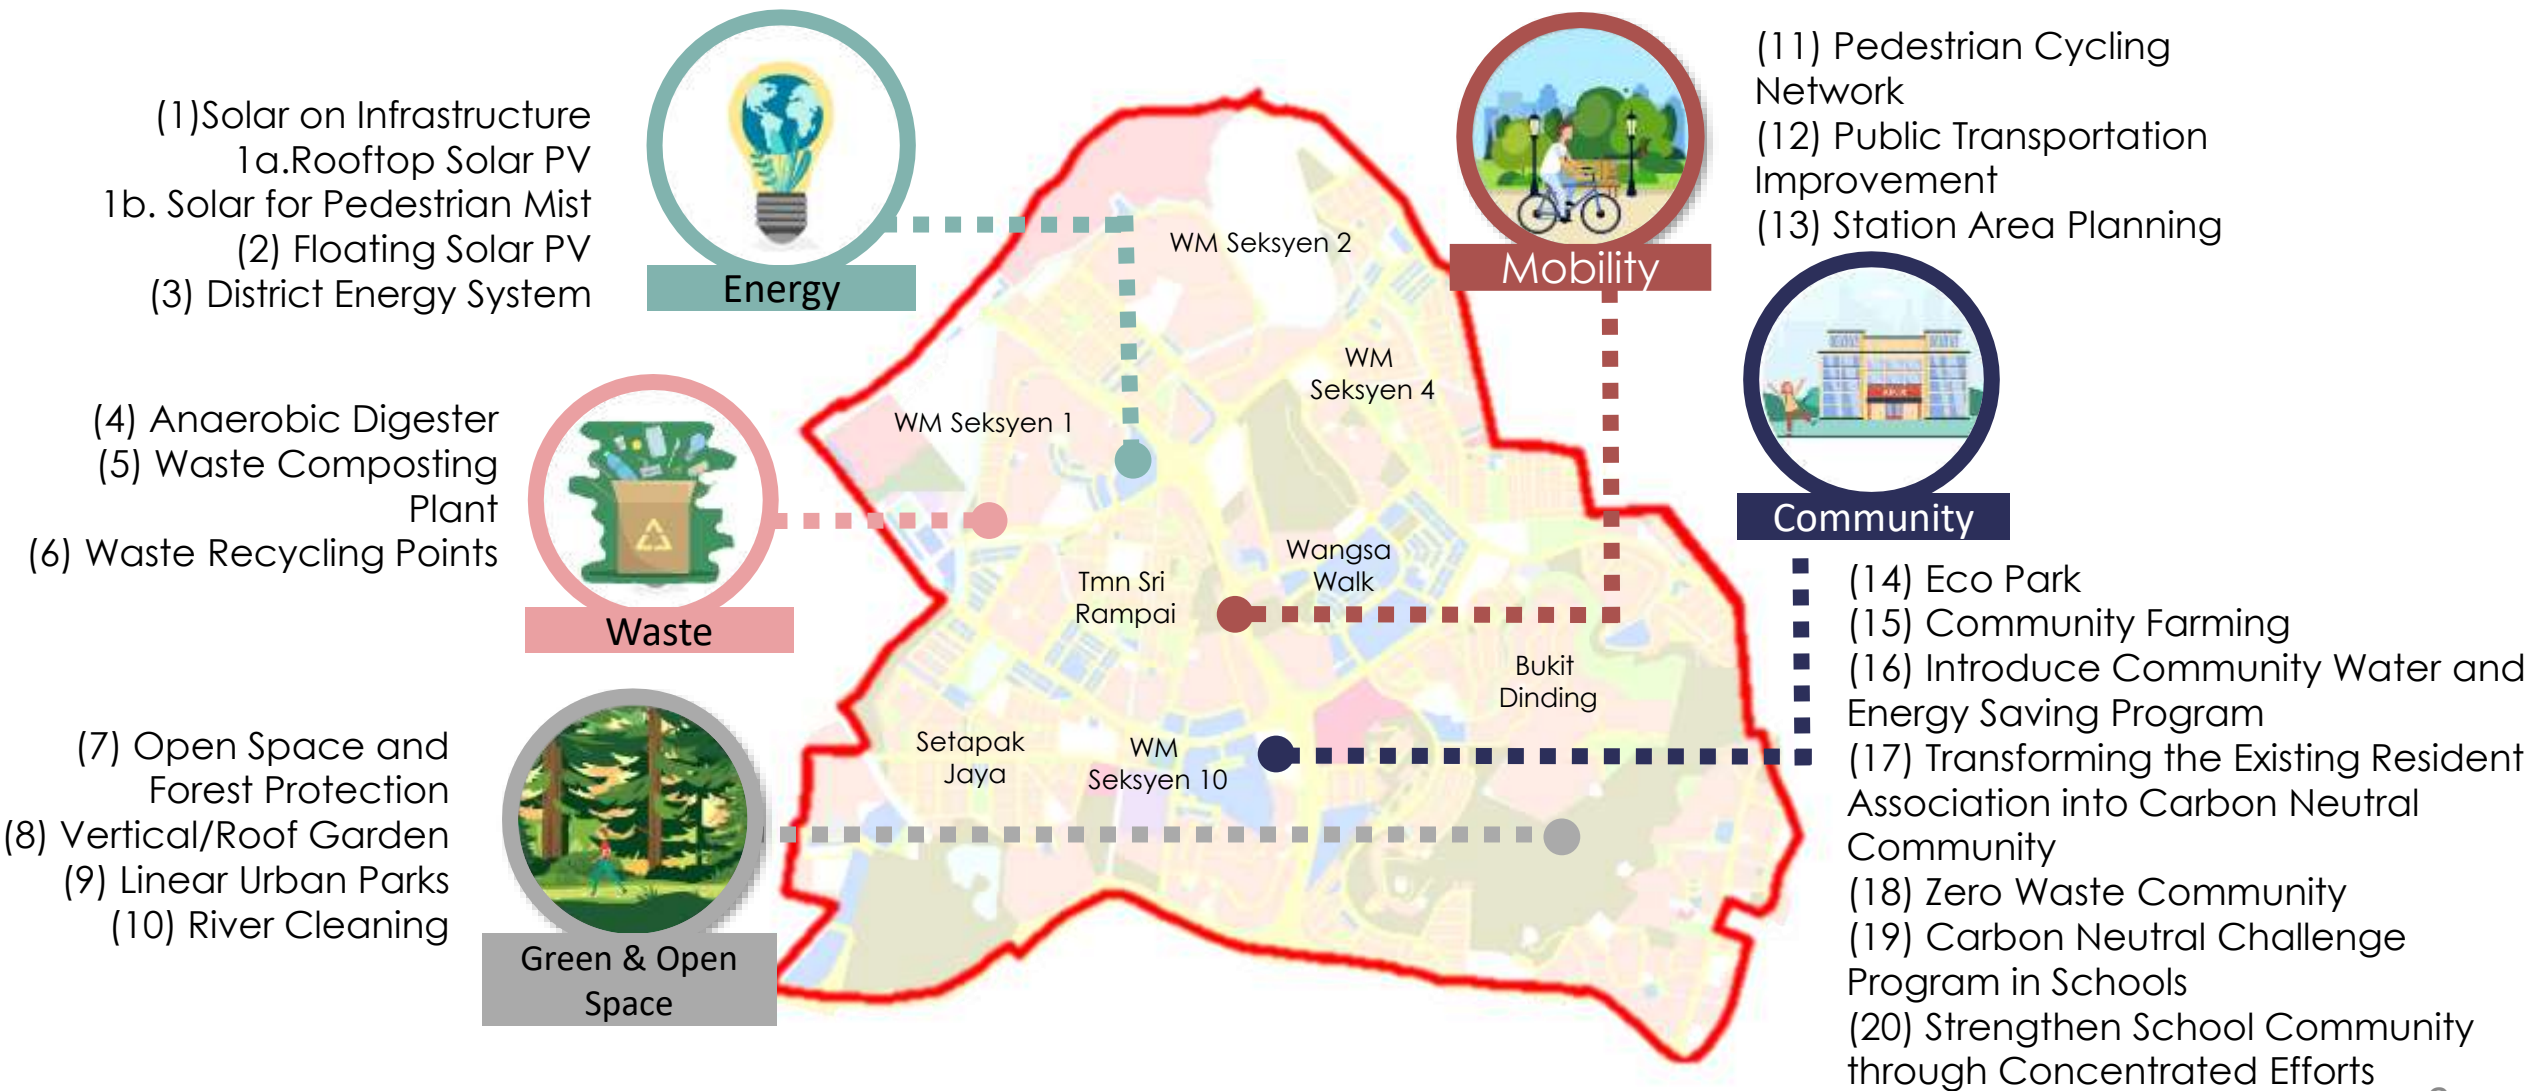 (1)Solar on Infrastructure
1a.Rooftop Solar PV
1b. Solar for Pedestrian Mist
(2) Floating Solar PV
(3) District Energy System
Energy
(4) Anaerobic Digester
(5) Waste Composting
Plant
(6) Waste Recycling Points
Waste
(7) Open Space and
Forest Protection
(8) Vertical/Roof Garden
(9) Linear Urban Parks
(10) River Cleaning
Green & Open
Space
WM Seksyen 2
WM
Seksyen 4
WM Seksyen 1
Wangsa
Walk
Tmn Sri
Rampai
Bukit
Dinding
Setapak
Jaya
WM
Seksyen 10
Mobility
(11) Pedestrian Cycling
Network
(12) Public Transportation
Improvement
(13) Station Area Planning
Community
(14) Eco Park
(15) Community Farming
(16) Introduce Community Water and
Energy Saving Program
(17) Transforming the Existing Resident
Association into Carbon Neutral
Community
(18) Zero Waste Community
(19) Carbon Neutral Challenge
Program in Schools
(20) Strengthen School Community
through Concentrated Efforts